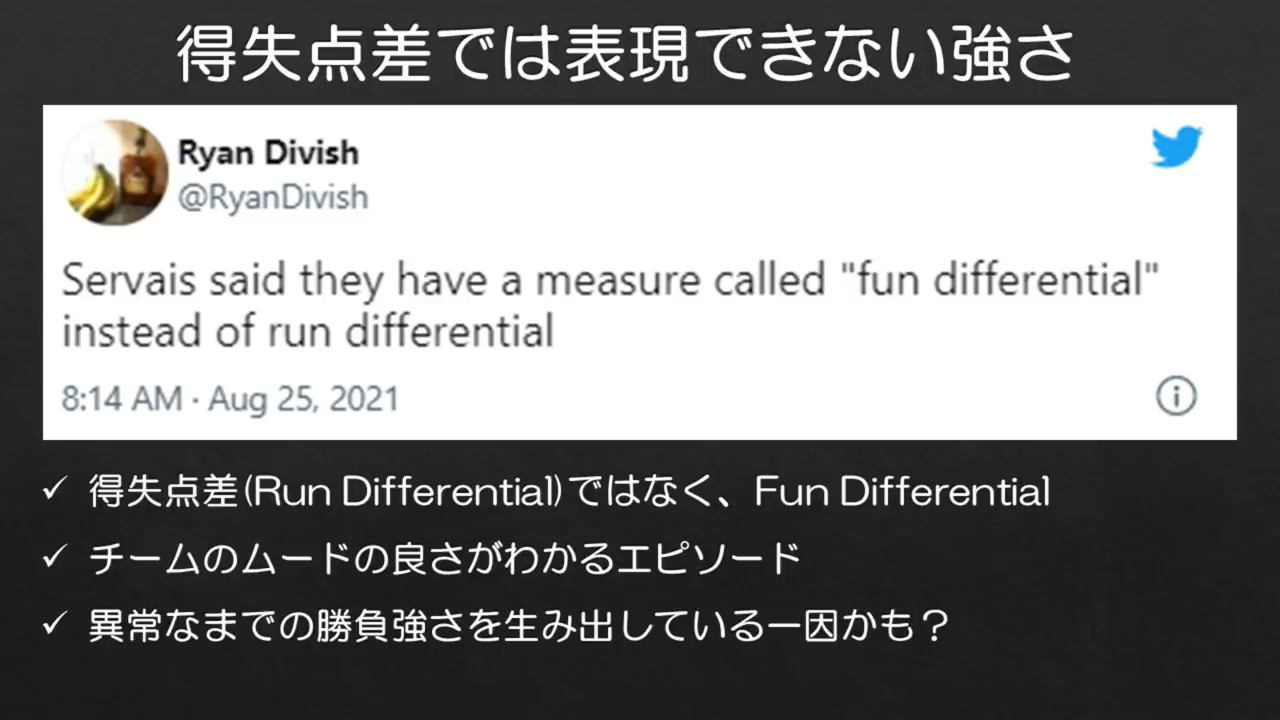 得失点差では表現できない強さ
Ryan Divish
@RyanDivish
Servais said they have a measure called "fun differential"
instead of run differential
8:14 AM · Aug 25, 2021
✓ 得失点差(Run Differential)ではなく、Fun Differential
✓ チームのムードの良さがわかるエピソード
✓ 異常なまでの勝負強さを生み出している一因かも？